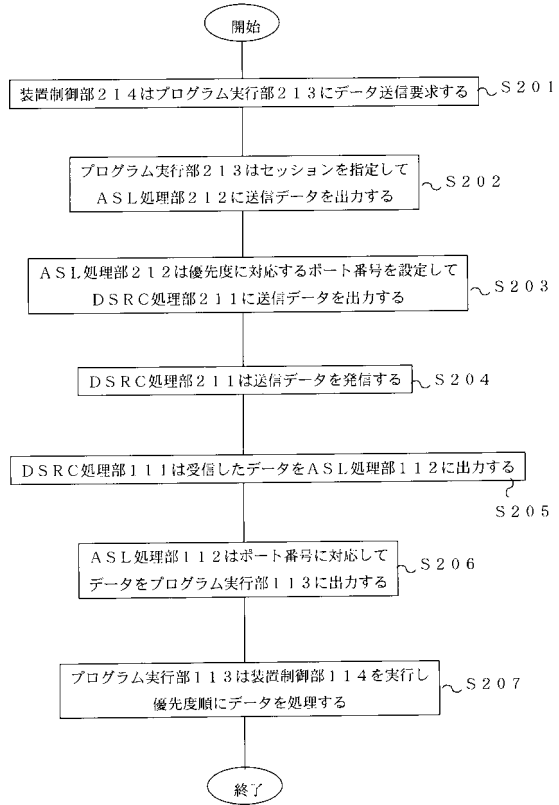 開始
装置制御部２１４はプログラム実行部２１３にデータ送信要求する
Ｓ２０１
プログラム実行部２１３はセッションを指定して
ＡＳＬ処理部２１２に送信データを出力する
Ｓ２０２
ＡＳＬ処理部２１２は優先度に対応するポート番号を設定して
ＤＳＲＣ処理部２１１に送信データを出力する
Ｓ２０３
ＤＳＲＣ処理部２１１は送信データを発信する
Ｓ２０４
ＤＳＲＣ処理部１１１は受信したデータをＡＳＬ処理部１１２に出力する
Ｓ２０５
ＡＳＬ処理部１１２はポート番号に対応して
データをプログラム実行部１１３に出力する
Ｓ２０６
プログラム実行部１１３は装置制御部１１４を実行し
優先度順にデータを処理する
Ｓ２０７
終了